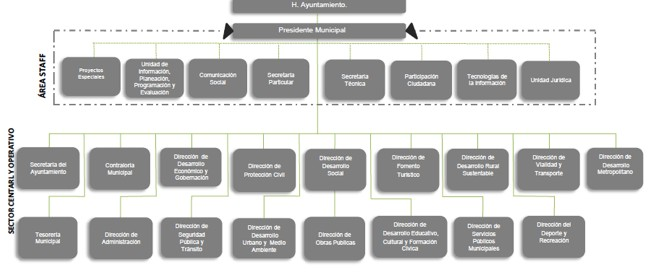 H. Ayuntamiento.
Presidente Municipal
ÁREA STAFF
Proyectos
Especiales
Unidad de
Información,
Planeación,
Programación y
Evaluación
Comunicación
Social
Secretaría
Particular
Secretaría
Técnica
Participación
Ciudadana
Tecnologías de
la Información
Unidad Jurídica
SECTOR CENTARL Y OPERATIVO
Secretaría del
Ayuntamiento
Contraloría
Municipal
Dirección de
Desarrollo
Económico y
Gobernación
Dirección de
Protección Civil
Dirección de
Desarrollo
Social
Dirección de
Fomento
Turístico
Dirección de
Desarrollo Rural
Sustentable
Dirección de
Vialidad y
Transporte
Dirección de
Desarrollo
Metropolitano
Tesorería
Municipal
Dirección de
Administración
Dirección de
Seguridad
Pública y
Tránsito
Dirección de
Desarrollo
Urbano y Medio
Ambiente
Dirección de
Obras Publicas
Dirección de
Desarrollo Educativo,
Cultural y Formación
Cívica
Dirección de
Servicios
Públicos
Municipales
Dirección del
Deporte y
Recreación